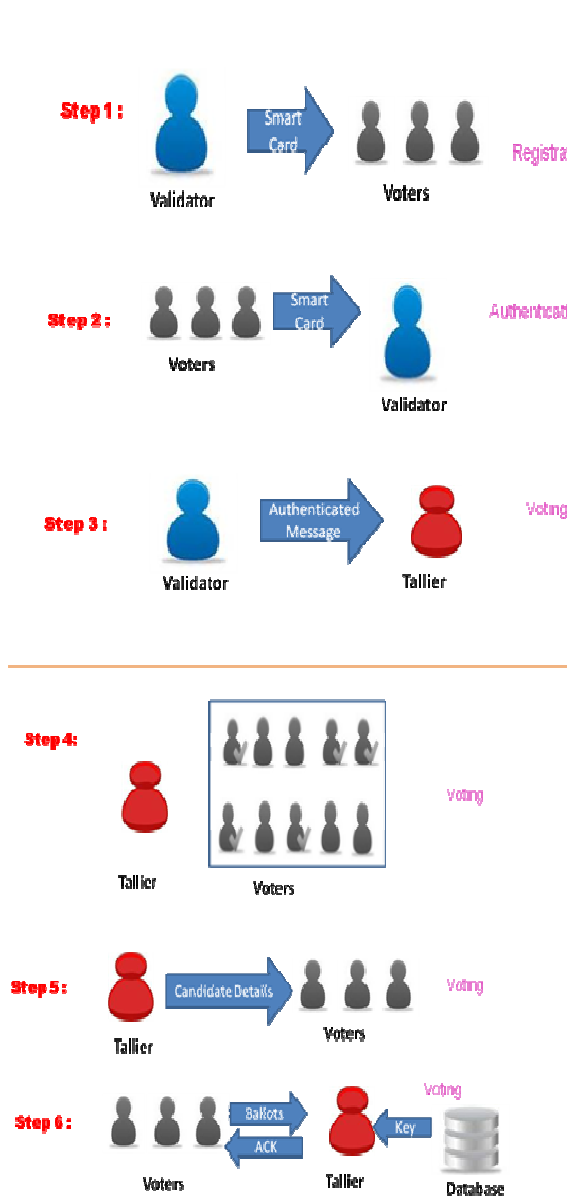 Step 1 :
Smart
Card
Registra
Validator
Voters
Step 2 :
Smart
Card
Authenticat
Voters
Validator
Step 3 :
Authenticated
Message
Voting
Validator
Tallier
Step 4:
Voting
Tallier
Voters
Step 5 :
Candidate Details
Voting
Tallier
Voters
Voting
Step 6 :
Ballots
ACK
Key
Voters
Tallier
Database